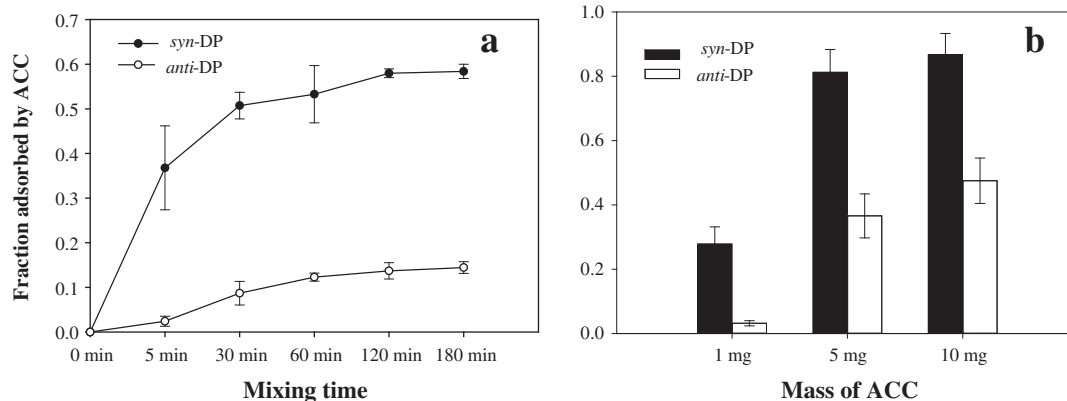 a
syn-DP
anti-DP
Fraction adsorbed by ACC
0.7
0.6
0.5
0.4
0.3
0.2
0.1
0.0
0 min 5 min 30 min 60 min 120 min 180 min
Mixing time
b
syn-DP
anti-DP
1.0
0.8
0.6
0.4
0.2
0.0
1 mg 5 mg 10 mg
Mass of ACC